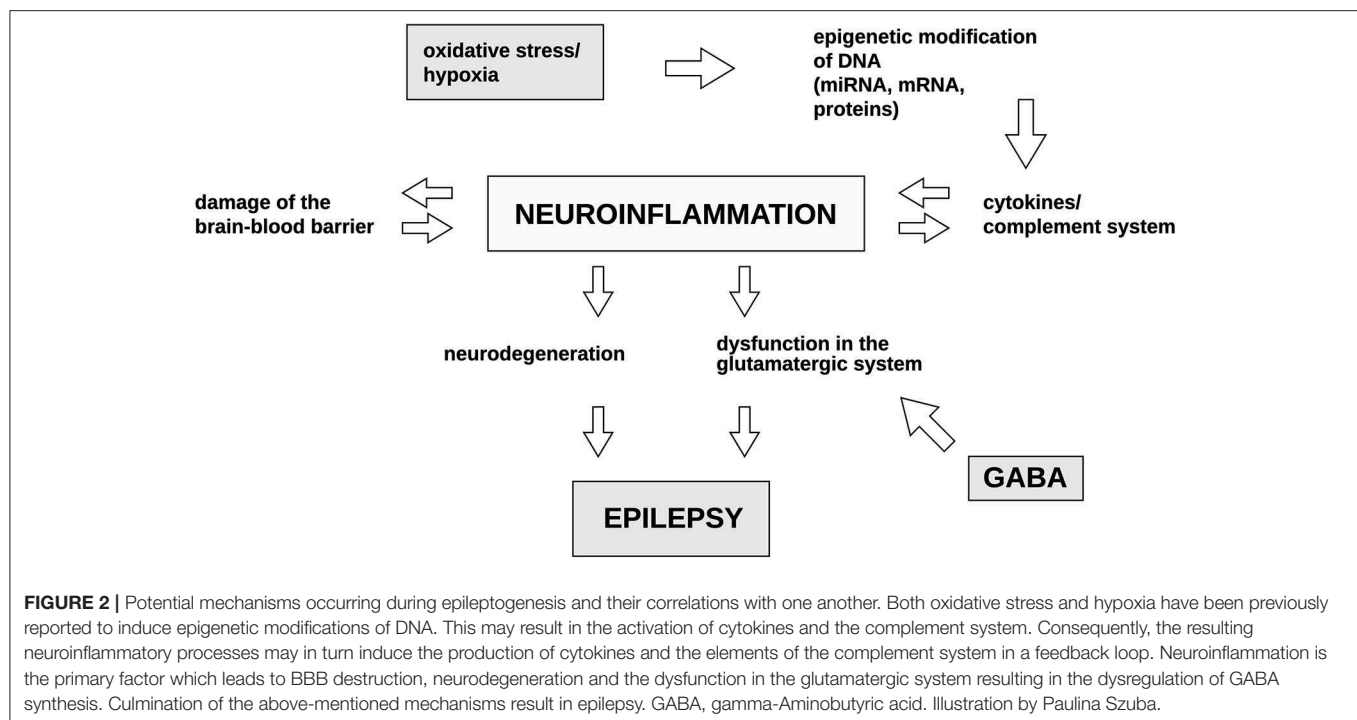 oxidative stress/
hypoxia
epigenetic modification
of DNA
(miRNA, mRNA,
proteins)
damage of the
brain-blood barrier
NEUROINFLAMMATION
cytokines/
complement system
neurodegeneration
dysfunction in the
glutamatergic system
GABA
EPILEPSY
FIGURE 2 | Potential mechanisms occurring during epileptogenesis and their correlations with one another. Both oxidative stress and hypoxia have been previously
reported to induce epigenetic modifications of DNA. This may result in the activation of cytokines and the complement system. Consequently, the resulting
neuroinflammatory processes may in turn induce the production of cytokines and the elements of the complement system in a feedback loop. Neuroinflammation is
the primary factor which leads to BBB destruction, neurodegeneration and the dysfunction in the glutamatergic system resulting in the dysregulation of GABA
synthesis. Culmination of the above-mentioned mechanisms result in epilepsy. GABA, gamma-Aminobutyric acid. Illustration by Paulina Szuba.